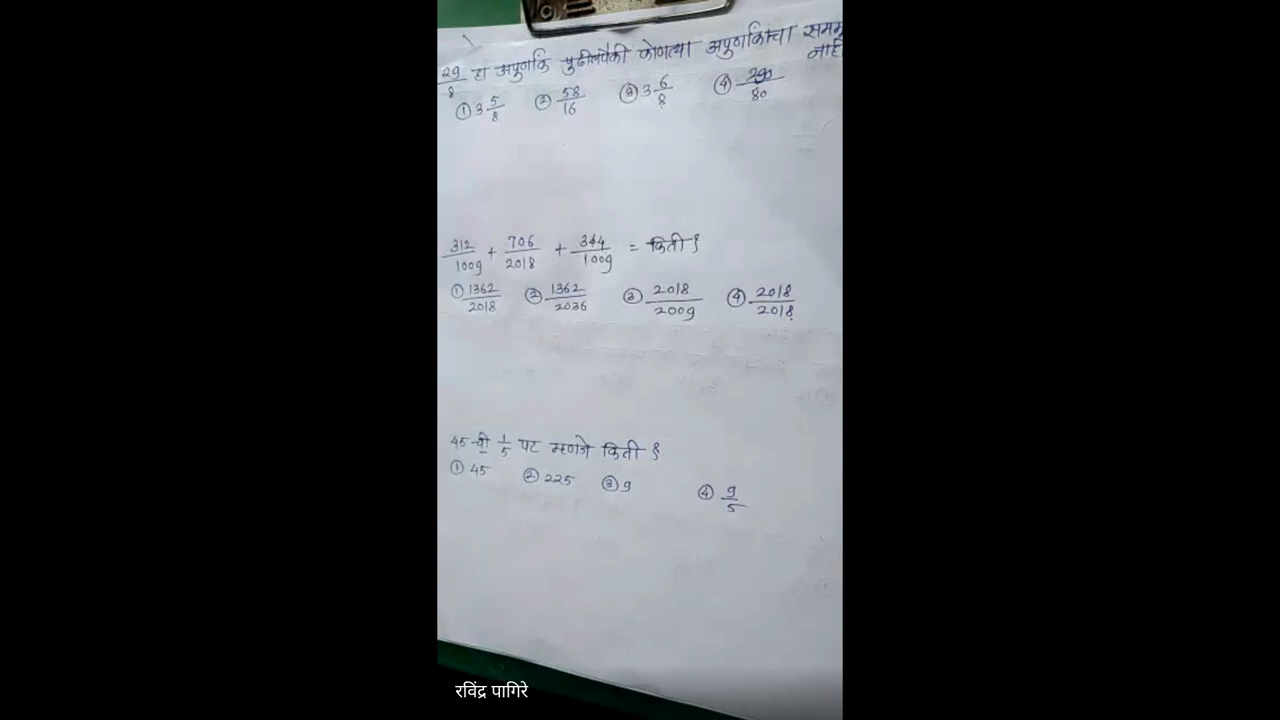 29/8 हा अपुर्णांक पुढीलपैकी कोणत्या अपुर्णांकाचा सममू
नाही
① 3 5/8 ② 58/16 ③ 3 6/8 ④ 290/80
312/1009 + 706/2018 + 344/1009 = किती ?
① 1362/2018 ② 1362/2036 ③ 2018/2009 ④ 2018/2018
45 ची 1/5 पट म्हणजे किती ?
① 45 ② 225 ③ 9 ④ 9/5
रविंद्र पागिरे